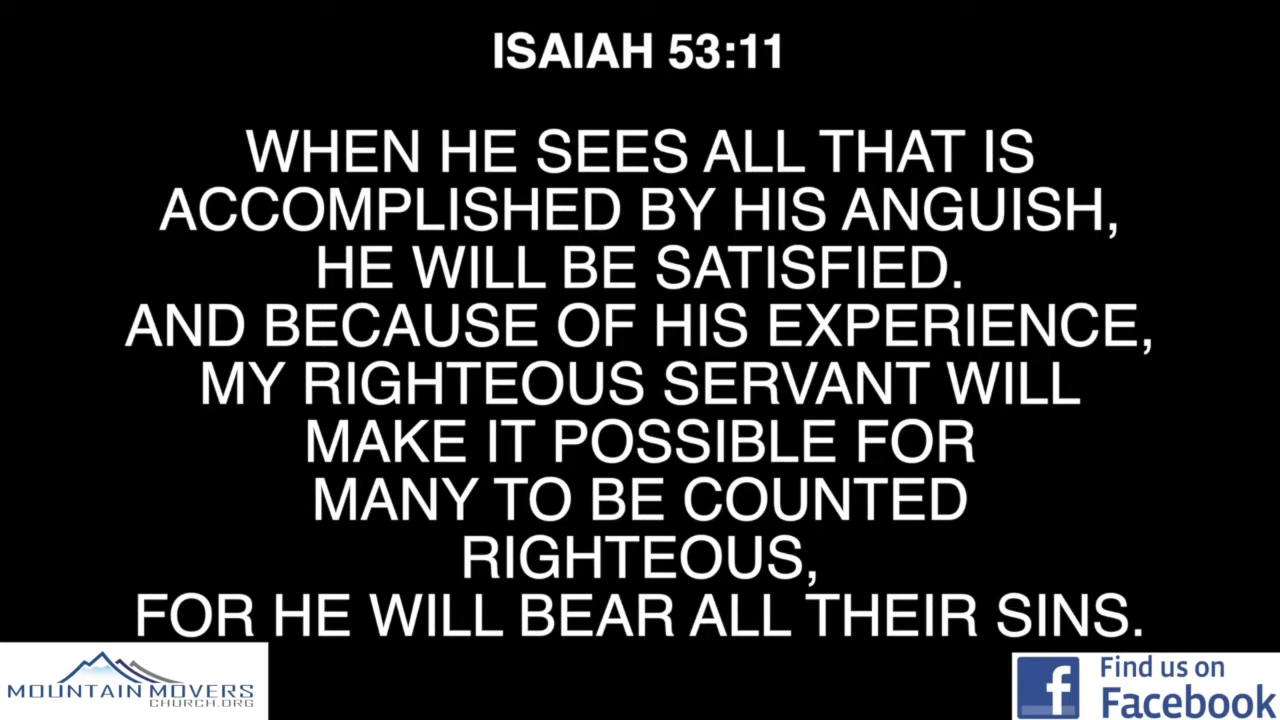 ISAIAH 53:11
WHEN HE SEES ALL THAT IS
ACCOMPLISHED BY HIS ANGUISH,
HE WILL BE SATISFIED.
AND BECAUSE OF HIS EXPERIENCE,
MY RIGHTEOUS SERVANT WILL
MAKE IT POSSIBLE FOR
MANY TO BE COUNTED
RIGHTEOUS,
FOR HE WILL BEAR ALL THEIR SINS.
MOUNTAIN MOVERS
CHURCH.ORG
f
Find us on
Facebook